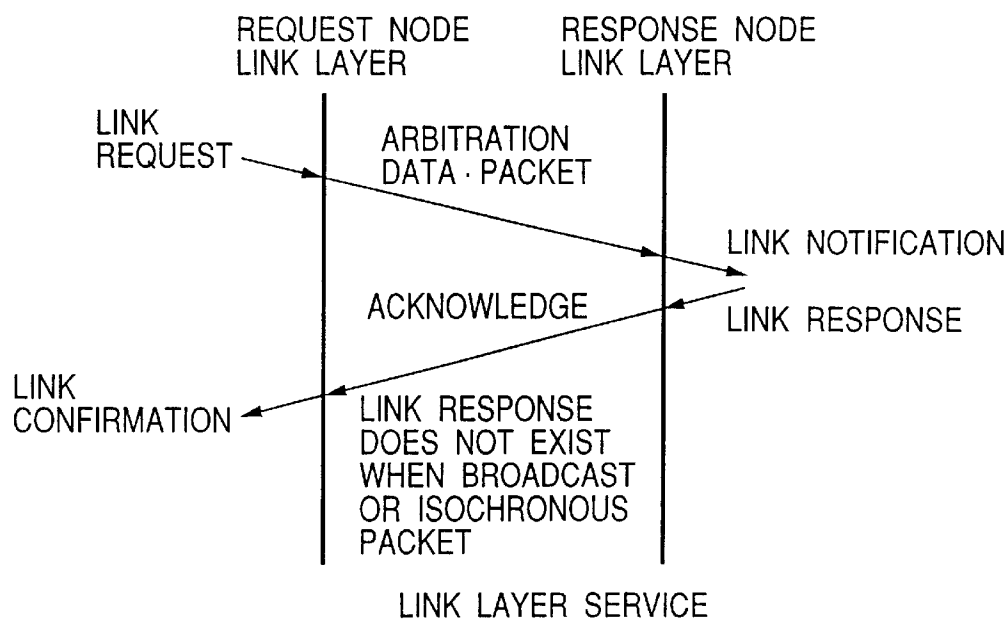 REQUEST NODE
LINK LAYER
RESPONSE NODE
LINK LAYER
LINK
REQUEST
ARBITRATION
DATA · PACKET
LINK NOTIFICATION
ACKNOWLEDGE
LINK RESPONSE
LINK
CONFIRMATION
LINK RESPONSE
DOES NOT EXIST
WHEN BROADCAST
OR ISOCHRONOUS
PACKET
LINK LAYER SERVICE